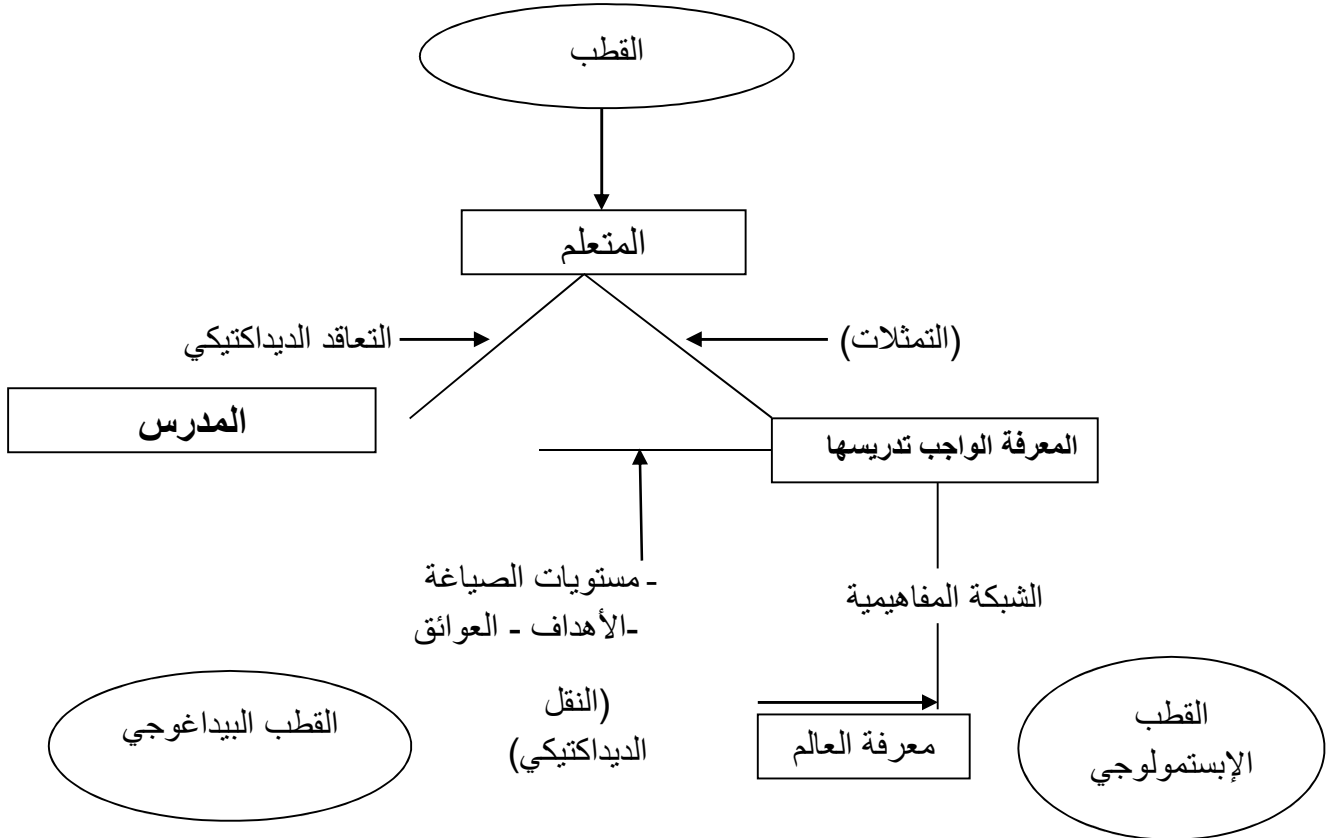 القطب
المتعلم
التعاقد الديداكتيكي
(التمثلات)
المدرس
المعرفة الواجب تدريسها
- مستويات الصياغة
-الأهداف - العوائق
الشبكة المفاهيمية
القطب البيداغوجي
(النقل
الديداكتيكي)
معرفة العالم
القطب
الإبستمولوجي